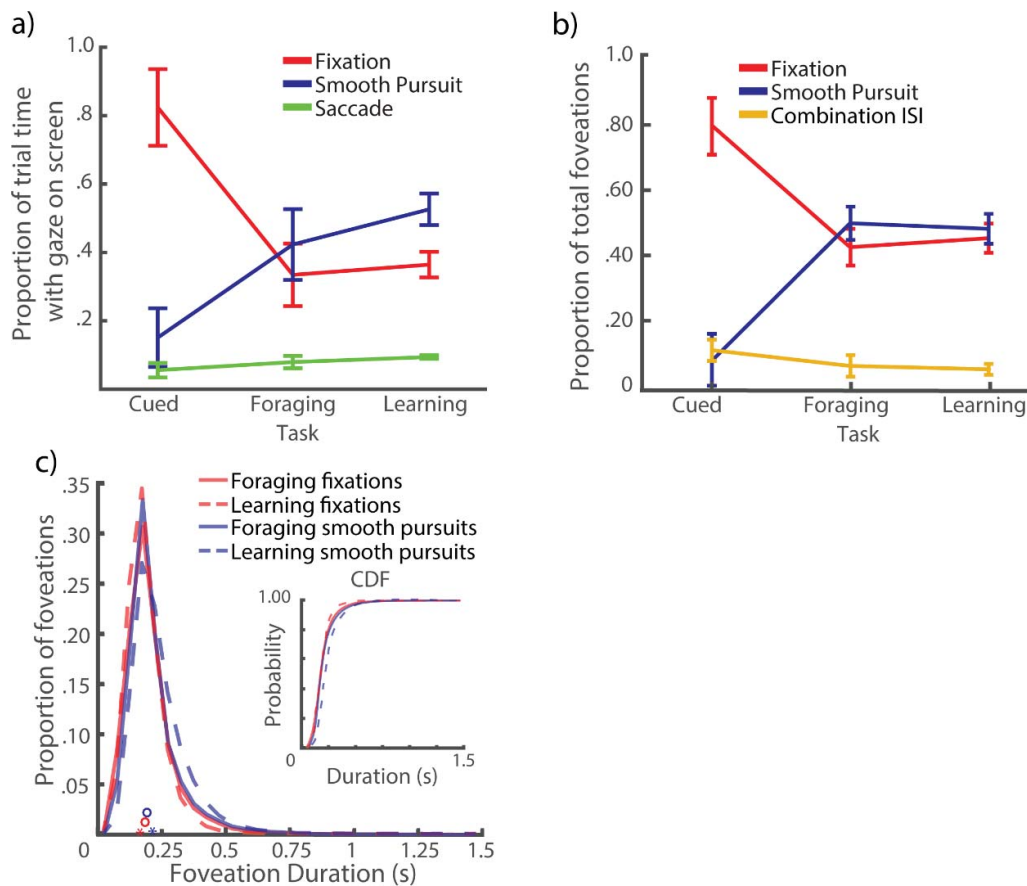 a)
1.0
.8
.6
.4
.2
Proportion of trial time
with gaze on screen
Fixation
Smooth Pursuit
Saccade
Cued Foraging Learning
Task
b)
1.0
.80
.60
.40
.20
0
Proportion of total foveations
Fixation
Smooth Pursuit
Combination ISI
Cued Foraging Learning
Task
c)
.35
.30
.25
.20
.15
.10
.05
Proportion of foveations
Foraging fixations
Learning fixations
Foraging smooth pursuits
Learning smooth pursuits
CDF
1.00
0
Probability
0 1.5
Duration (s)
0 0.25 0.5 0.75 1 1.25 1.5
Foveation Duration (s)